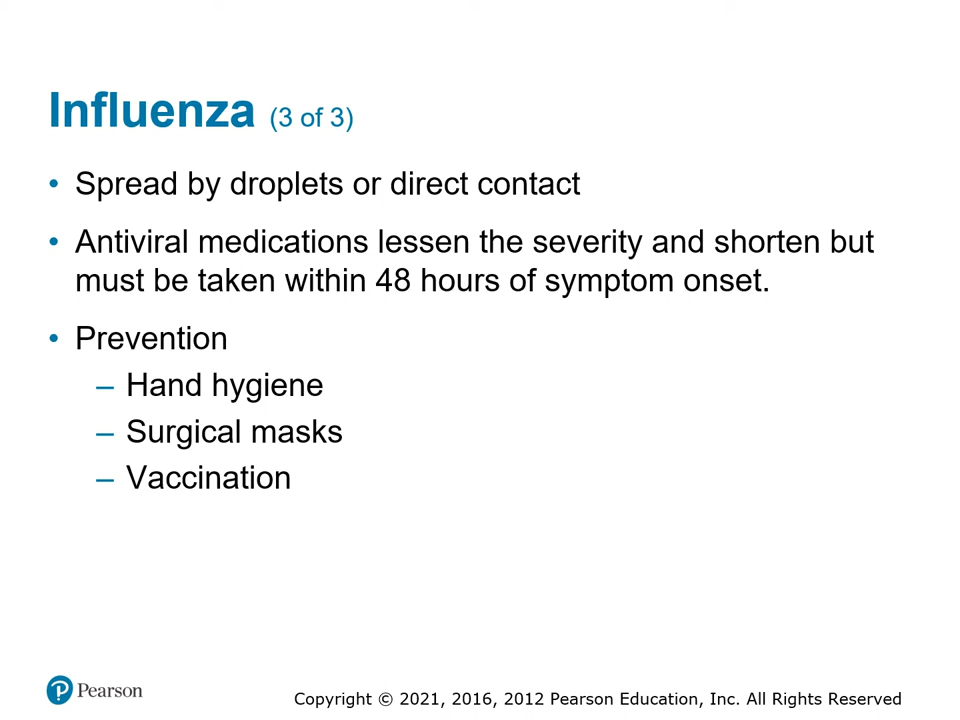 Influenza (3 of 3)
• Spread by droplets or direct contact
• Antiviral medications lessen the severity and shorten but
must be taken within 48 hours of symptom onset.
• Prevention
– Hand hygiene
– Surgical masks
– Vaccination
Pearson
Copyright © 2021, 2016, 2012 Pearson Education, Inc. All Rights Reserved